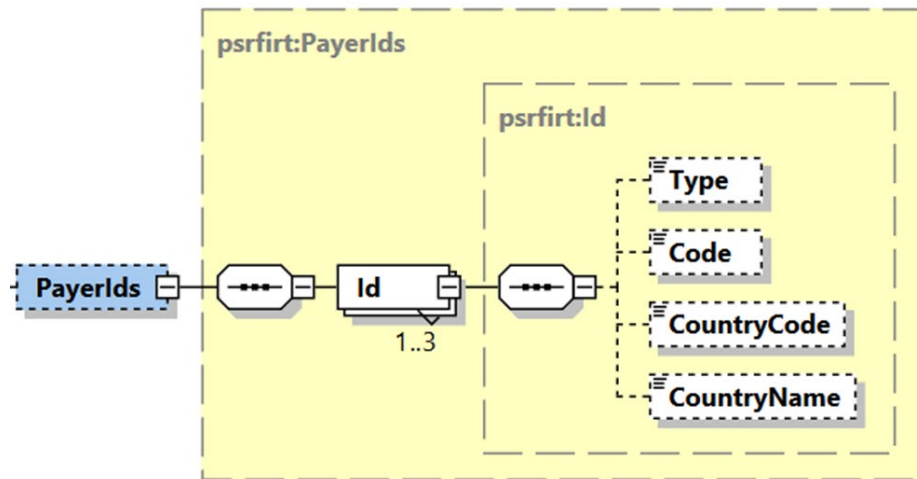 psrfirt:PayerIds
psrfirt:Id
Type
Code
PayerIds
Id
CountryCode
1..3
CountryName